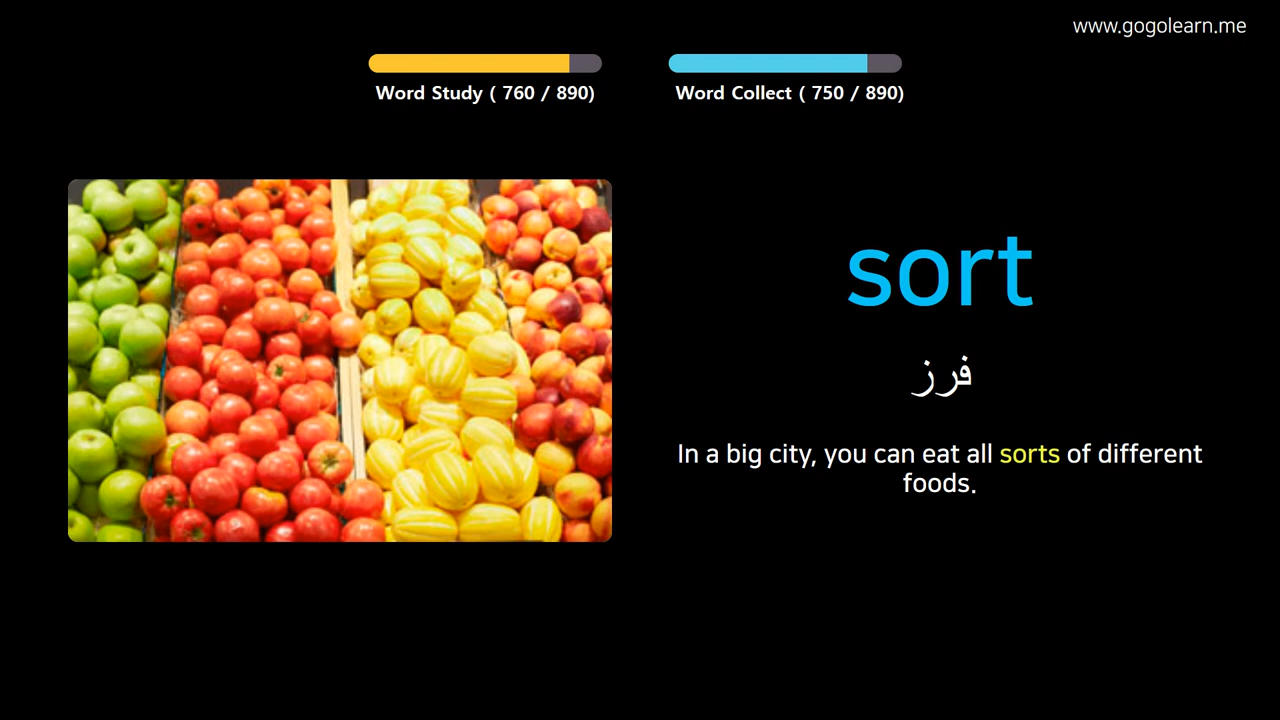 www.gogolearn.me
Word Study ( 760 / 890)
Word Collect ( 750 / 890)
sort
فرز
In a big city, you can eat all sorts of different
foods.